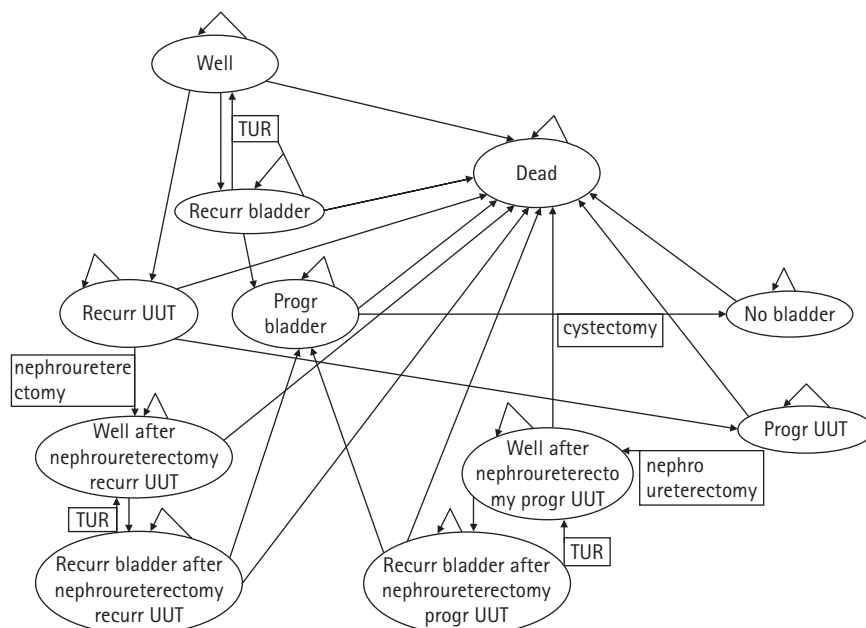 Well
TUR
Dead
Recurr bladder
Recurr UUT
Progr
bladder
No bladder
cystectomy
nephrouretere
ctomy
Well after
nephroureterectomy
recurr UUT
Well after
nephroureterecto
my progr UUT
Progr UUT
nephro
ureterectomy
TUR
TUR
Recurr bladder after
nephroureterectomy
recurr UUT
Recurr bladder after
nephroureterectomy
progr UUT